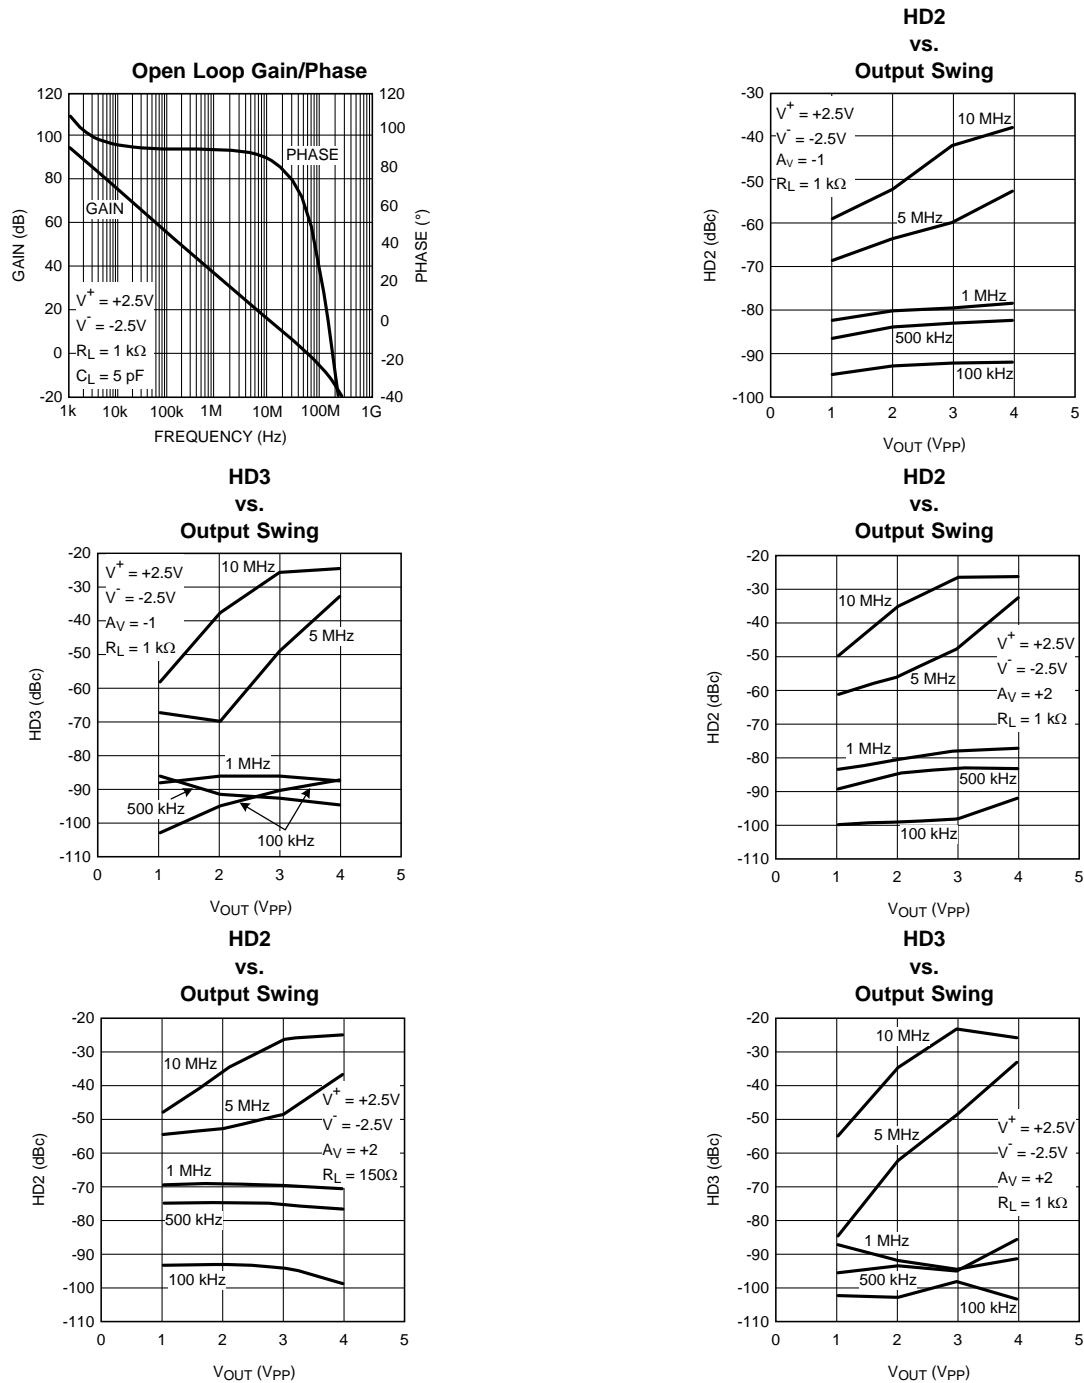 Open Loop Gain/Phase
120
100
80
60
40
20
0
-20
GAIN (dB)
120
100
80
60
40
20
0
-20
-40
PHASE (°)
PHASE
GAIN
V+ = +2.5V
V- = -2.5V
RL = 1 kΩ
CL = 5 pF
1k 10k 100k 1M 10M 100M 1G
FREQUENCY (Hz)
HD2
vs.
Output Swing
-30
-40
-50
-60
-70
-80
-90
-100
HD2 (dBc)
V+ = +2.5V
V- = -2.5V
AV = -1
RL = 1 kΩ
10 MHz
5 MHz
1 MHz
500 kHz
100 kHz
0 1 2 3 4 5
VOUT (VPP)
HD3
vs.
Output Swing
-20
-30
-40
-50
-60
-70
-80
-90
-100
-110
HD3 (dBc)
V+ = +2.5V
V- = -2.5V
AV = -1
RL = 1 kΩ
10 MHz
5 MHz
1 MHz
500 kHz
100 kHz
0 1 2 3 4 5
VOUT (VPP)
HD2
vs.
Output Swing
-20
-30
-40
-50
-60
-70
-80
-90
-100
-110
HD2 (dBc)
10 MHz
5 MHz
V+ = +2.5V
V- = -2.5V
AV = +2
RL = 1 kΩ
1 MHz
500 kHz
100 kHz
0 1 2 3 4 5
VOUT (VPP)
HD2
vs.
Output Swing
-20
-30
-40
-50
-60
-70
-80
-90
-100
-110
HD2 (dBc)
10 MHz
5 MHz
V+ = +2.5V
V- = -2.5V
AV = +2
RL = 150Ω
1 MHz
500 kHz
100 kHz
0 1 2 3 4 5
VOUT (VPP)
HD3
vs.
Output Swing
-20
-30
-40
-50
-60
-70
-80
-90
-100
-110
HD3 (dBc)
10 MHz
5 MHz
V+ = +2.5V
V- = -2.5V
AV = +2
RL = 1 kΩ
1 MHz
500 kHz
100 kHz
0 1 2 3 4 5
VOUT (VPP)